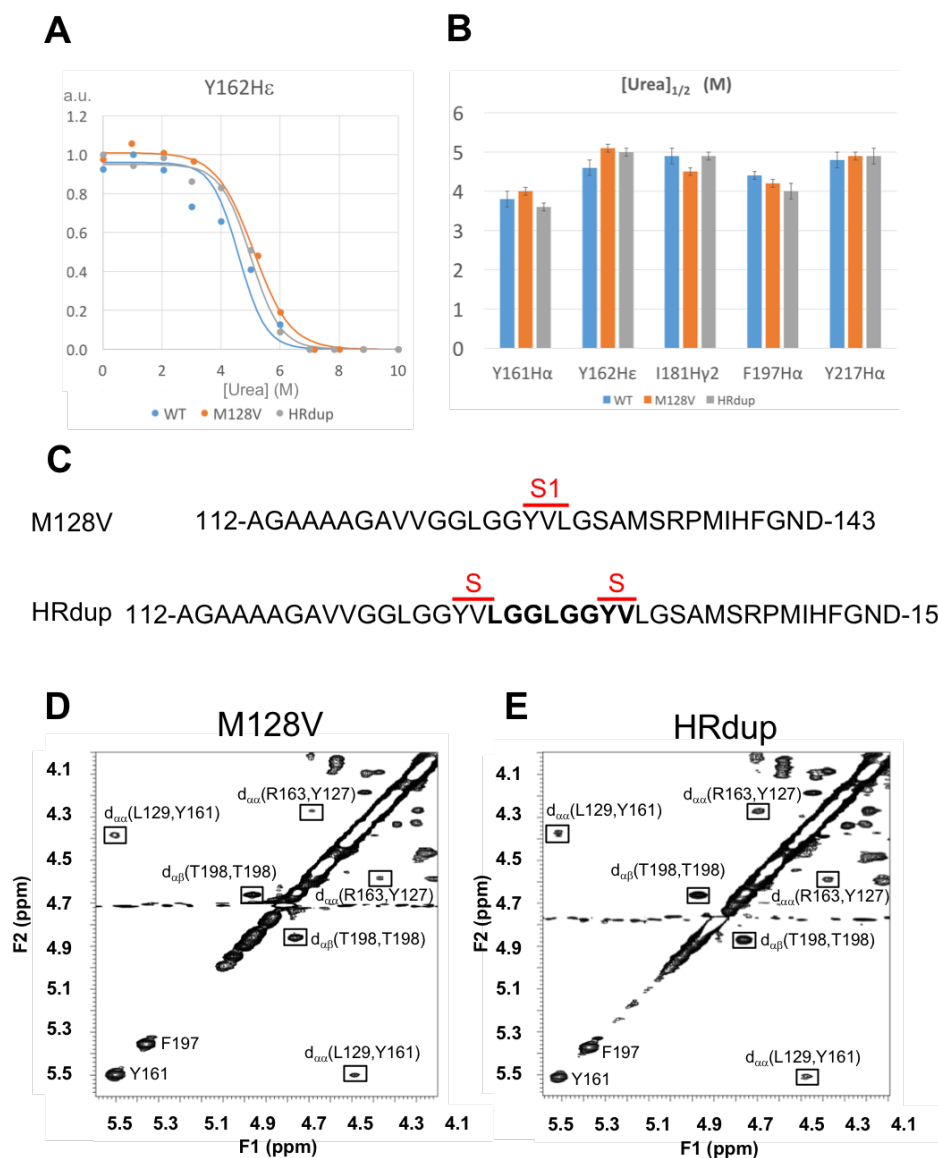 A
B
Y162Hε
a.u.
1.2
1.0
0.8
0.6
0.4
0.2
0.0
0 2 4 6 8 10
[Urea] (M)
WT M128V HRdup
[Urea]1/2 (M)
6
5
4
3
2
1
0
Y161Hα Y162Hε I181Hγ2 F197Hα Y217Hα
WT M128V HRdup
C
S1
M128V 112-AGAAAAGAVVGGLGGYVLGSAMSRPMIHFGND-143
S S
HRdup 112-AGAAAAGAVVGGLGGYVLGGLGGYVLGSAMSRPMIHFGND-15
D
M128V
4.1
4.3
4.5
4.7
4.9
5.1
5.3
5.5
F2 (ppm)
dαα(R163,Y127)
dαα(L129,Y161)
dαβ(T198,T198)
dαα(R163,Y127)
dαβ(T198,T198)
F197
dαα(L129,Y161)
Y161
5.5 5.3 5.1 4.9 4.7 4.5 4.3 4.1
F1 (ppm)
E
HRdup
4.1
4.3
4.5
4.7
4.9
5.1
5.3
5.5
F2 (ppm)
dαα(R163,Y127)
dαα(L129,Y161)
dαβ(T198,T198)
dαα(R163,Y127)
dαβ(T198,T198)
F197
dαα(L129,Y161)
Y161
5.5 5.3 5.1 4.9 4.7 4.5 4.3 4.1
F1 (ppm)